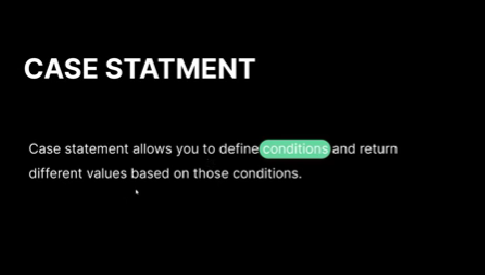 CASE STATMENT
Case statement allows you to define conditions and return
different values based on those conditions.